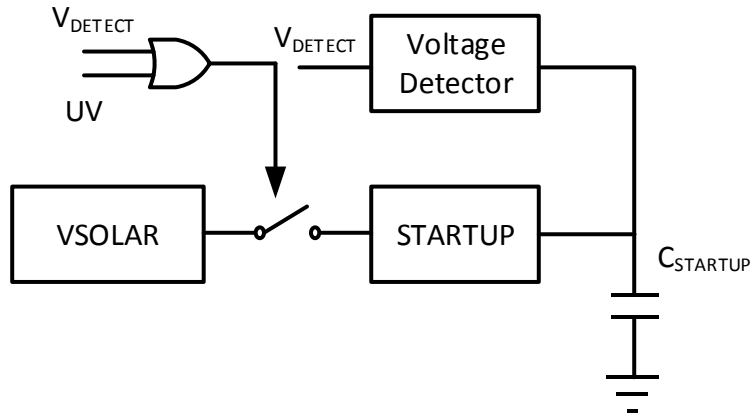 VDETECT
UV
VDETECT
Voltage
Detector
VSOLAR
STARTUP
CSTARTUP